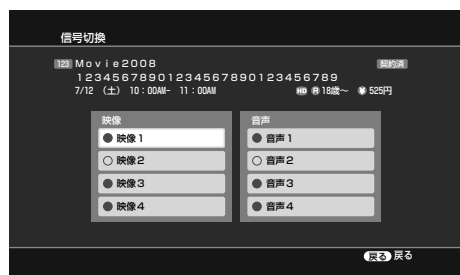 信号切換
123 Movie2008 契約済
12345678901234567890123456789
7/12 （土） 10：00AM- 11：00AM HD R 18歳〜 ¥ 525円
映像
映像1
映像2
映像3
映像4
音声
音声1
音声2
音声3
音声4
戻る 戻る